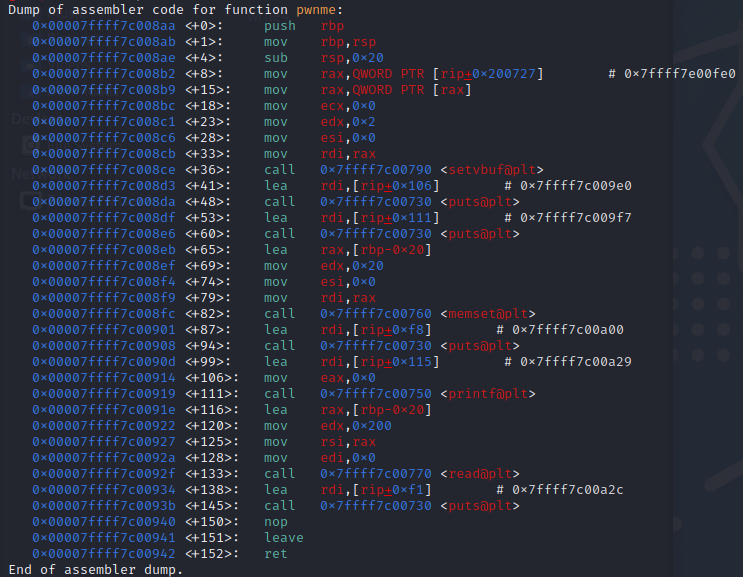 Dump of assembler code for function pwnme:
   0x00007ffff7c008aa <+0>:     push   rbp
   0x00007ffff7c008ab <+1>:     mov    rbp,rsp
   0x00007ffff7c008ae <+4>:     sub    rsp,0x20
   0x00007ffff7c008b2 <+8>:     mov    rax,QWORD PTR [rip+0x200727]        # 0x7ffff7e00fe0
   0x00007ffff7c008b9 <+15>:    mov    rax,QWORD PTR [rax]
   0x00007ffff7c008bc <+18>:    mov    ecx,0x0
   0x00007ffff7c008c1 <+23>:    mov    edx,0x2
   0x00007ffff7c008c6 <+28>:    mov    esi,0x0
   0x00007ffff7c008cb <+33>:    mov    rdi,rax
   0x00007ffff7c008ce <+36>:    call   0x7ffff7c00790 <setvbuf@plt>
   0x00007ffff7c008d3 <+41>:    lea    rdi,[rip+0x106]        # 0x7ffff7c009e0
   0x00007ffff7c008da <+48>:    call   0x7ffff7c00730 <puts@plt>
   0x00007ffff7c008df <+53>:    lea    rdi,[rip+0x111]        # 0x7ffff7c009f7
   0x00007ffff7c008e6 <+60>:    call   0x7ffff7c00730 <puts@plt>
   0x00007ffff7c008eb <+65>:    lea    rax,[rbp-0x20]
   0x00007ffff7c008ef <+69>:    mov    edx,0x20
   0x00007ffff7c008f4 <+74>:    mov    esi,0x0
   0x00007ffff7c008f9 <+79>:    mov    rdi,rax
   0x00007ffff7c008fc <+82>:    call   0x7ffff7c00760 <memset@plt>
   0x00007ffff7c00901 <+87>:    lea    rdi,[rip+0xf8]        # 0x7ffff7c00a00
   0x00007ffff7c00908 <+94>:    call   0x7ffff7c00730 <puts@plt>
   0x00007ffff7c0090d <+99>:    lea    rdi,[rip+0x115]        # 0x7ffff7c00a29
   0x00007ffff7c00914 <+106>:   mov    eax,0x0
   0x00007ffff7c00919 <+111>:   call   0x7ffff7c00750 <printf@plt>
   0x00007ffff7c0091e <+116>:   lea    rax,[rbp-0x20]
   0x00007ffff7c00922 <+120>:   mov    edx,0x200
   0x00007ffff7c00927 <+125>:   mov    rsi,rax
   0x00007ffff7c0092a <+128>:   mov    edi,0x0
   0x00007ffff7c0092f <+133>:   call   0x7ffff7c00770 <read@plt>
   0x00007ffff7c00934 <+138>:   lea    rdi,[rip+0xf1]        # 0x7ffff7c00a2c
   0x00007ffff7c0093b <+145>:   call   0x7ffff7c00730 <puts@plt>
   0x00007ffff7c00940 <+150>:   nop
   0x00007ffff7c00941 <+151>:   leave
   0x00007ffff7c00942 <+152>:   ret
End of assembler dump.